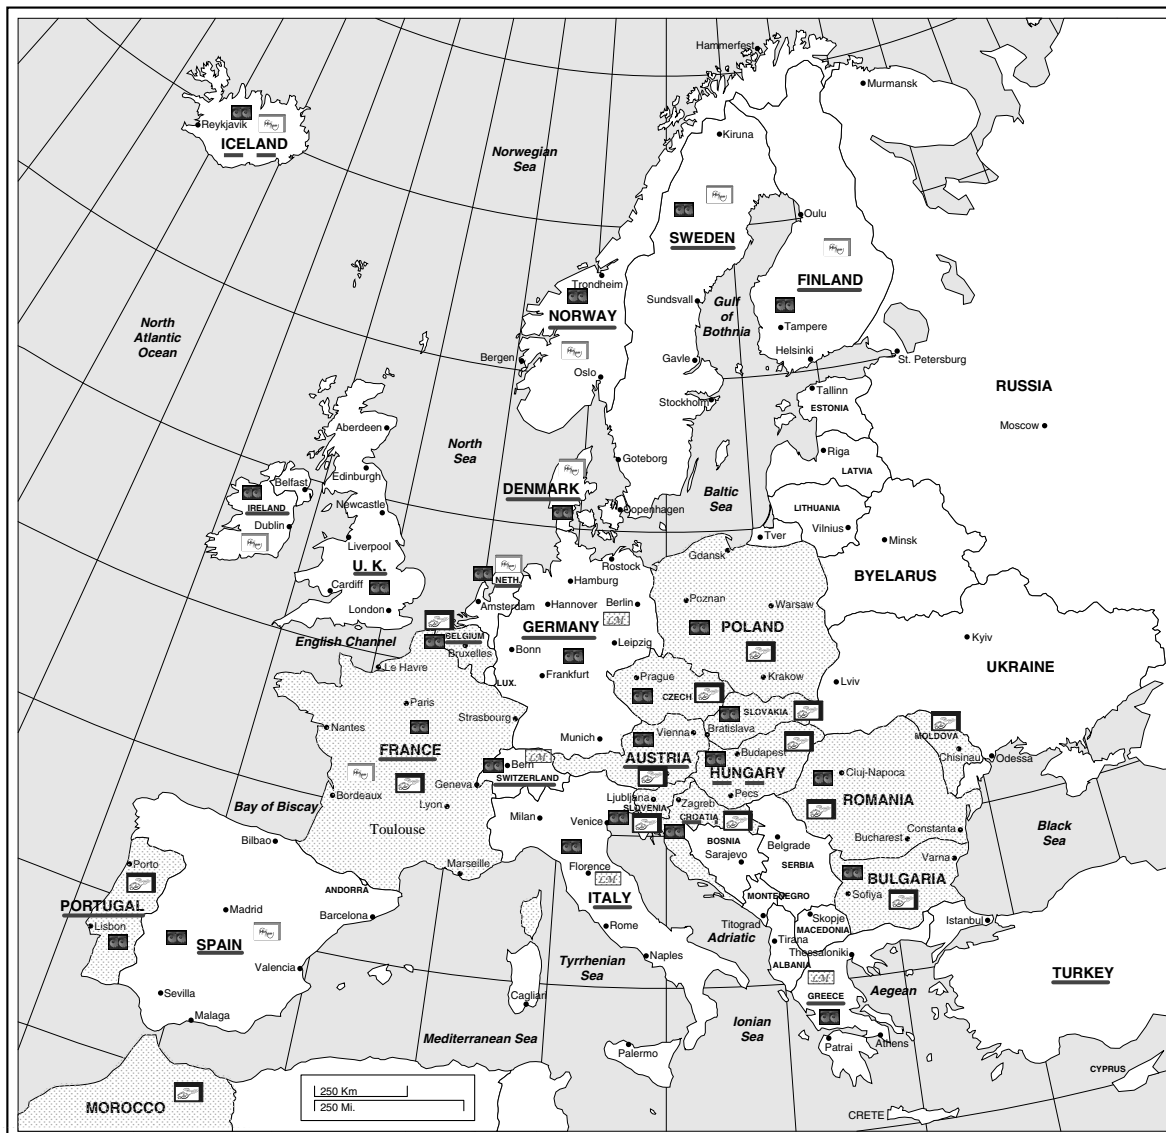 Hammerfest
Murmansk
Reykjavik
ICELAND
Kiruna
Norwegian
Sea
Oulu
SWEDEN
FINLAND
Trondheim
Sundsvall
Gulf
of
Bothnia
NORWAY
North
Atlantic
Ocean
Tampere
Bergen
Gavle
Helsinki
St. Petersburg
Oslo
RUSSIA
Tallinn
Stockholm
ESTONIA
Moscow
Aberdeen
North
Sea
Riga
LATVIA
Goteborg
Edinburgh
Belfast
DENMARK
Baltic
Sea
IRELAND
Newcastle
Copenhagen
LITHUANIA
Dublin
Vilnius
Liverpool
Tver
Minsk
Gdansk
U. K.
Rostock
NETH.
Hamburg
BYELARUS
Cardiff
Amsterdam
Hannover
Berlin
Poznan
Warsaw
London
GERMANY
POLAND
English Channel
BELGIUM
Bruxelles
Bonn
Leipzig
Kyiv
Le Havre
UKRAINE
LUX.
Frankfurt
Prague
Krakow
Lviv
CZECH
Paris
SLOVAKIA
Strasbourg
Nantes
Bratislava
Vienna
MOLDOVA
Munich
FRANCE
AUSTRIA
Budapest
Chisinau
Odessa
Bern
SWITZERLAND
HUNGARY
Cluj-Napoca
Geneva
Bordeaux
Lyon
Ljubljana
Pecs
Zagreb
ROMANIA
Bay of Biscay
SLOVENIA
CROATIA
Milan
Venice
Toulouse
BOSNIA
Belgrade
Constanta
Bucharest
Black
Sea
Bilbao
Sarajevo
SERBIA
Varna
Porto
Marseille
Florence
BULGARIA
ANDORRA
LM
ITALY
MONTENEGRO
Sofiya
PORTUGAL
Madrid
Barcelona
Titograd
Skopje
Istanbul
Lisbon
Rome
MACEDONIA
SPAIN
Adriatic
Tirana
Thessaloniki
Naples
Tyrrhenian
Sea
ALBANIA
Valencia
LM
TURKEY
Sevilla
Cagliari
GREECE
Aegean
Malaga
Ionian
Sea
Mediterranean Sea
Palermo
Patrai
Athens
CYPRUS
250 Km
250 Mi.
MOROCCO
CRETE
LM
LM